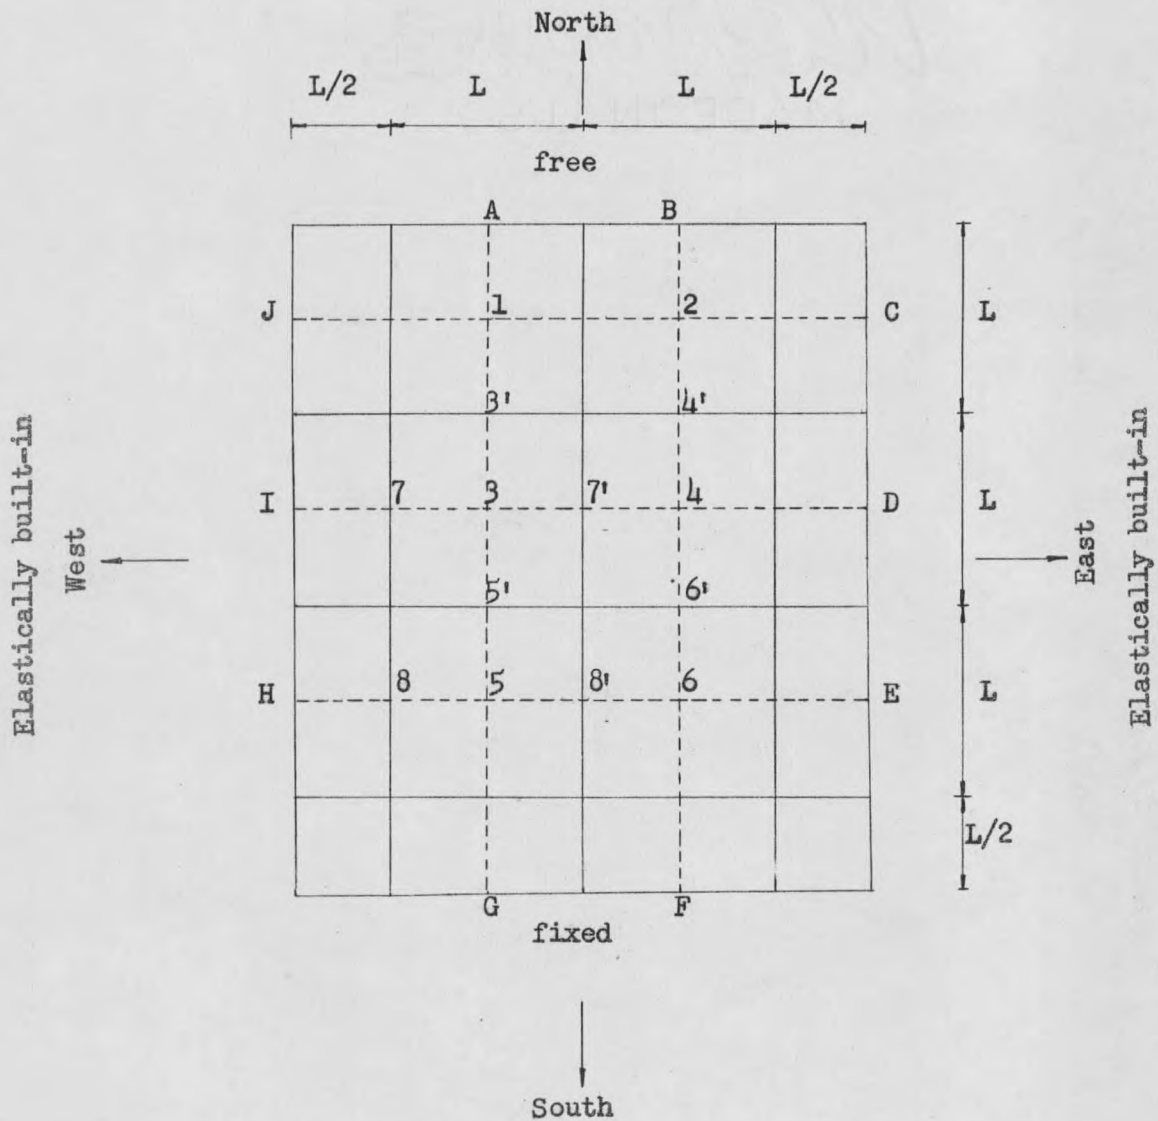 North
L/2 L L L/2
free
A B
J 1 2 C L
3' 4'
I 7 3 7' 4 D L
5' 6'
H 8 5 8' 6 E L
L/2
G F
fixed
South
Elastically built-in
West
East
Elastically built-in